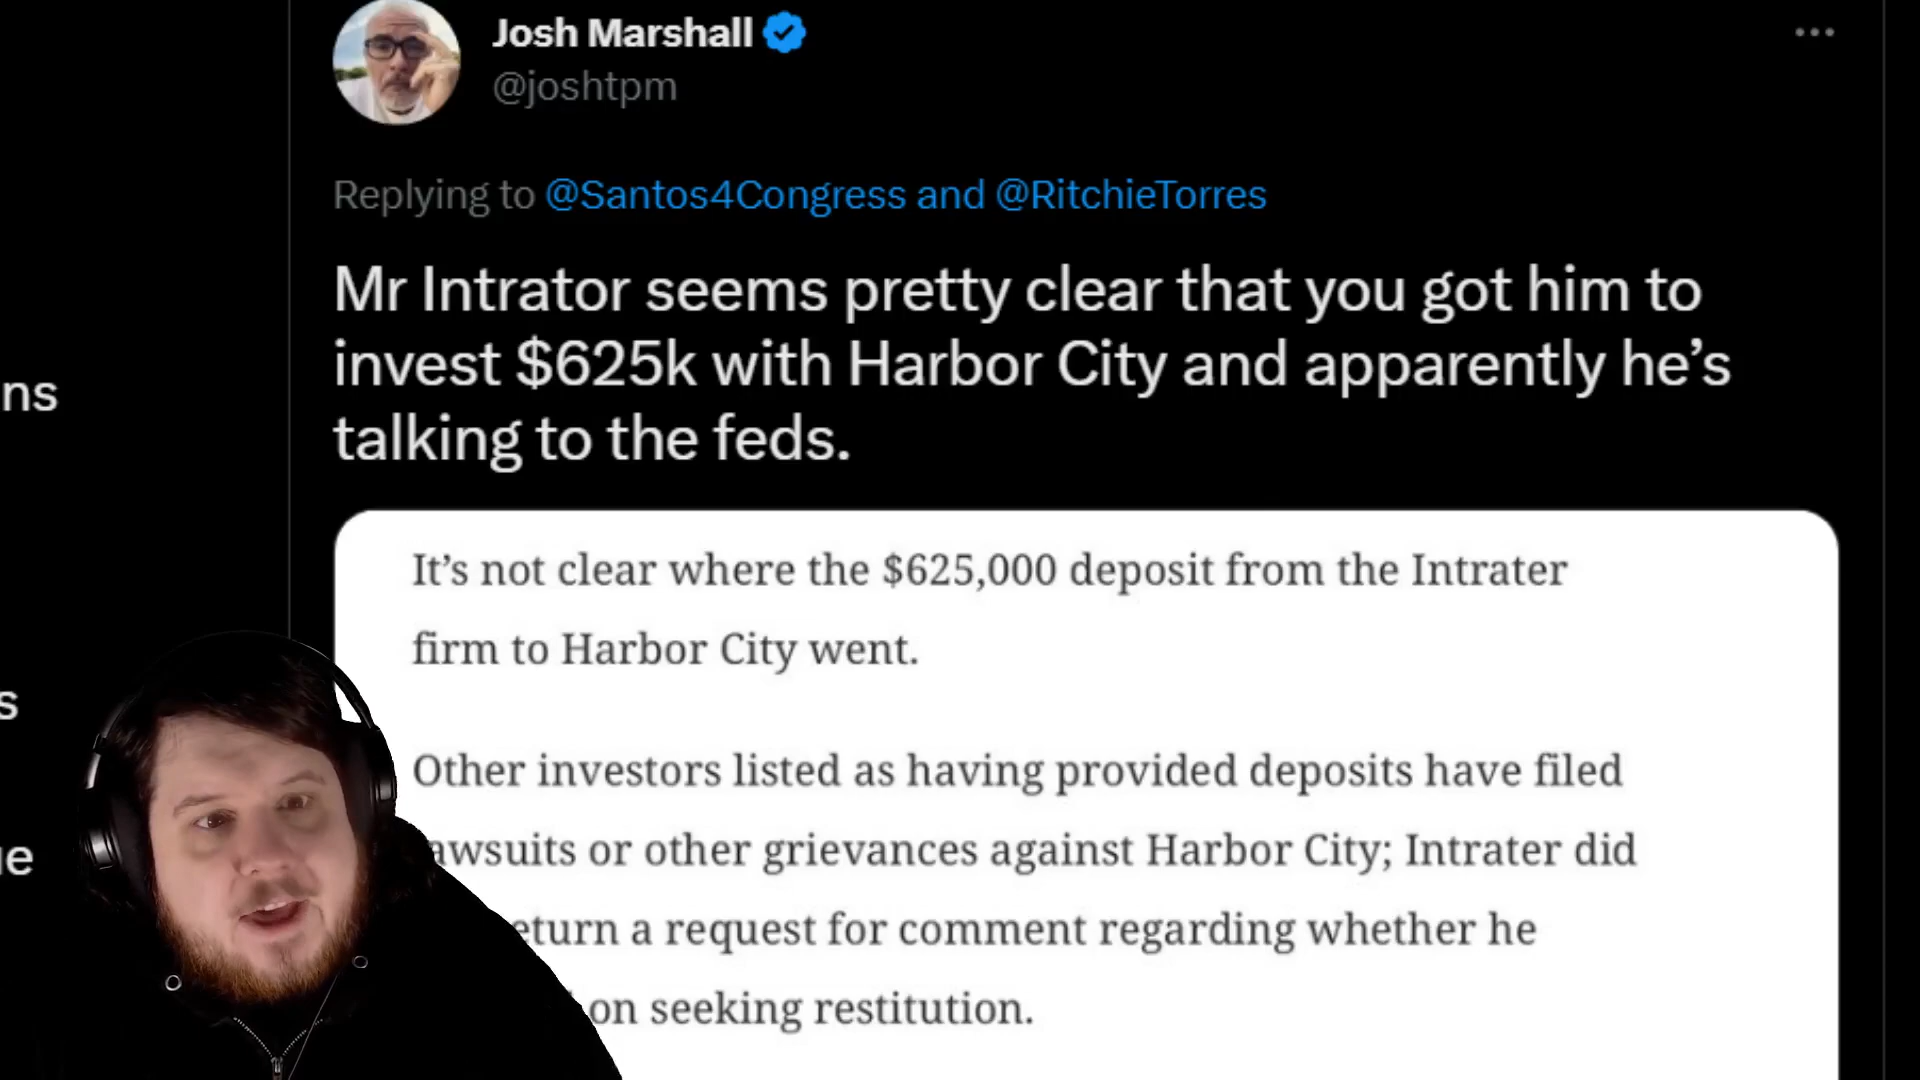 Josh Marshall
@joshtpm
Replying to @Santos4Congress and @RitchieTorres
Mr Intrator seems pretty clear that you got him to
invest $625k with Harbor City and apparently he’s
talking to the feds.
It’s not clear where the $625,000 deposit from the Intrater
firm to Harbor City went.
Other investors listed as having provided deposits have filed
awsuits or other grievances against Harbor City; Intrater did
eturn a request for comment regarding whether he
on seeking restitution.
ns
s
ue